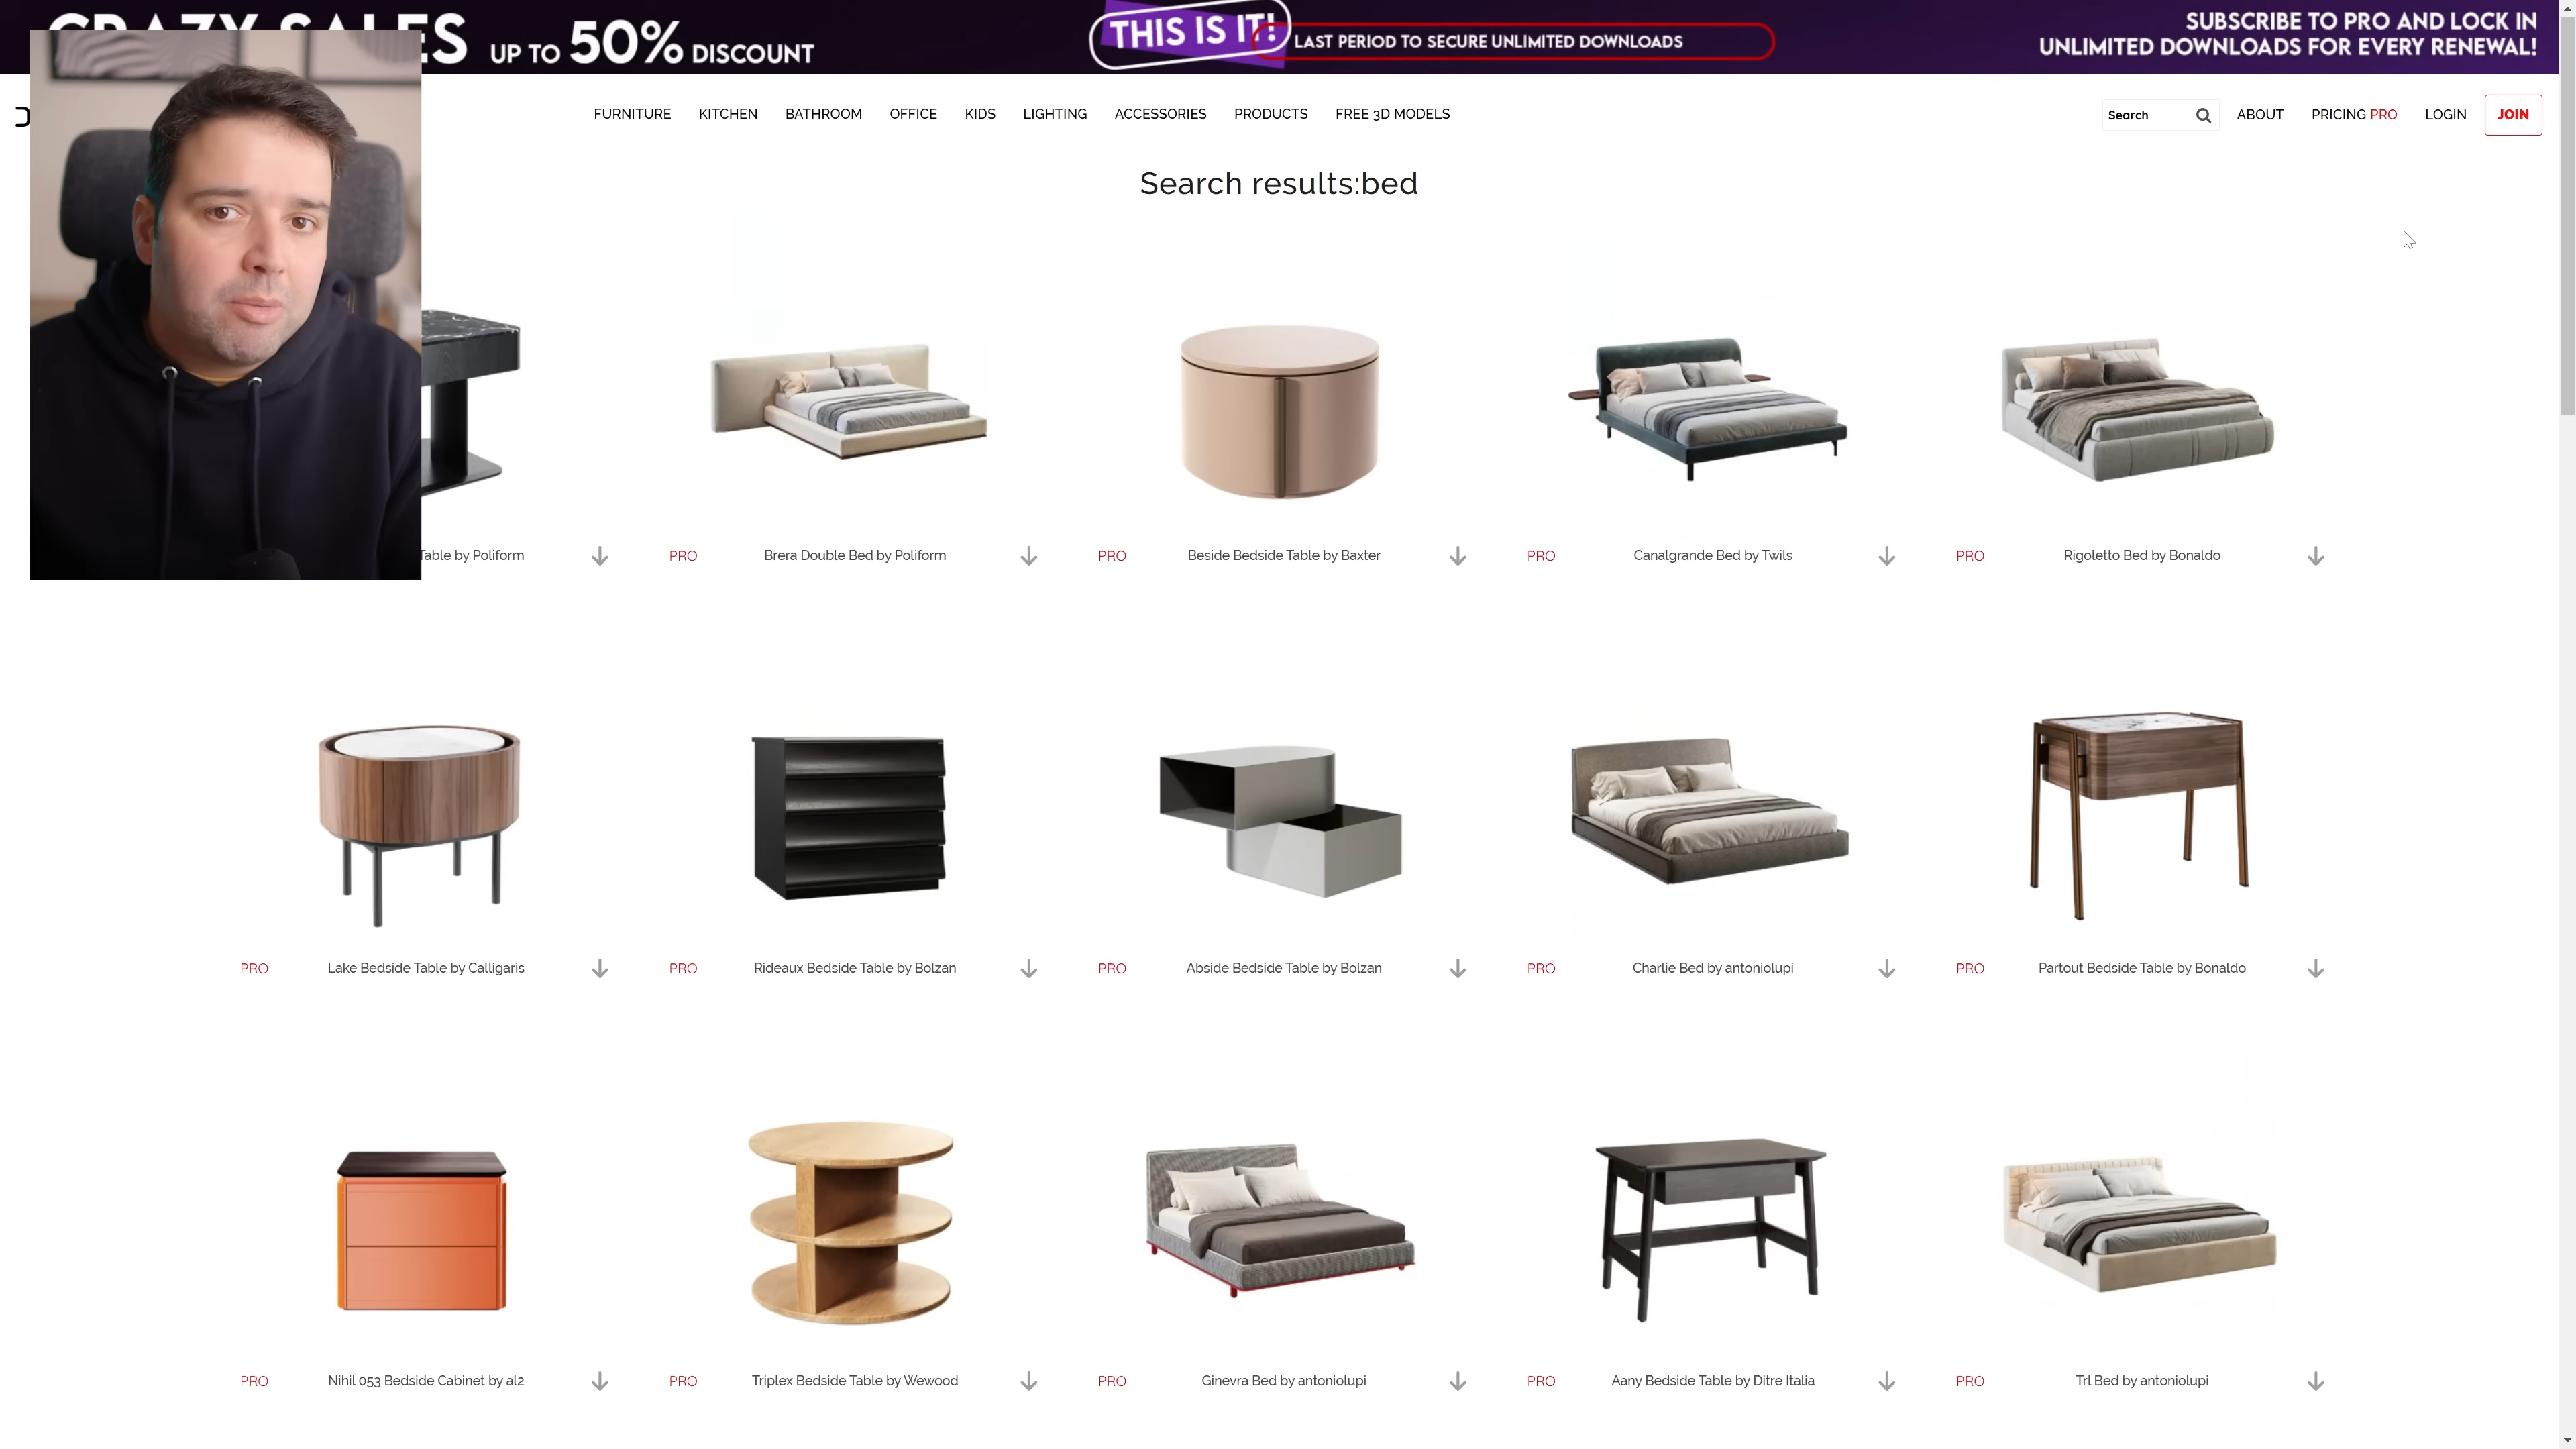 CRAZY SALES UP TO 50% DISCOUNT
THIS IS IT!
LAST PERIOD TO SECURE UNLIMITED DOWNLOADS
SUBSCRIBE TO PRO AND LOCK IN
UNLIMITED DOWNLOADS FOR EVERY RENEWAL!
FURNITURE KITCHEN BATHROOM OFFICE KIDS LIGHTING ACCESSORIES PRODUCTS FREE 3D MODELS
Search ABOUT PRICING PRO LOGIN JOIN
Search results:bed
Table by Poliform
PRO Brera Double Bed by Poliform
PRO Beside Bedside Table by Baxter
PRO Canalgrande Bed by Twils
PRO Rigoletto Bed by Bonaldo
PRO Lake Bedside Table by Calligaris
PRO Rideaux Bedside Table by Bolzan
PRO Abside Bedside Table by Bolzan
PRO Charlie Bed by antoniolupi
PRO Partout Bedside Table by Bonaldo
PRO Nihil 053 Bedside Cabinet by al2
PRO Triplex Bedside Table by Wewood
PRO Ginevra Bed by antoniolupi
PRO Aany Bedside Table by Ditre Italia
PRO Trl Bed by antoniolupi